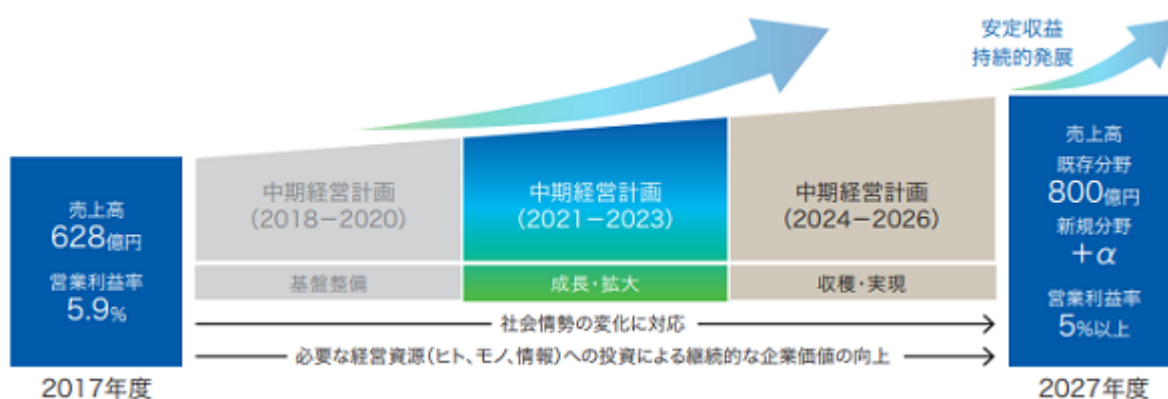 安定収益
持続的発展
売上高
628億円
営業利益率
5.9%
2017年度
中期経営計画
(2018－2020)
基盤整備
中期経営計画
(2021－2023)
成長・拡大
中期経営計画
(2024－2026)
収穫・実現
社会情勢の変化に対応
必要な経営資源(ヒト、モノ、情報)への投資による継続的な企業価値の向上
売上高
既存分野
800億円
新規分野
＋α
営業利益率
5%以上
2027年度